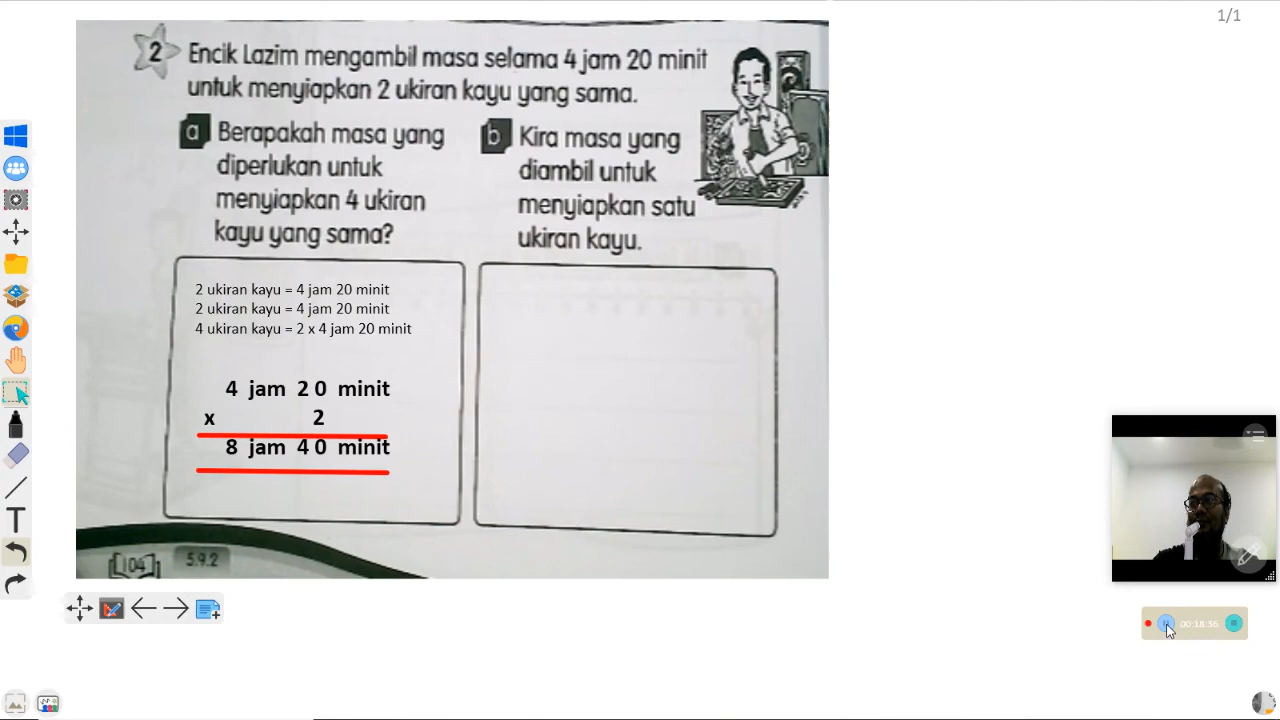 1/1
2 Encik Lazim mengambil masa selama 4 jam 20 minit
untuk menyiapkan 2 ukiran kayu yang sama.
a Berapakah masa yang
diperlukan untuk
menyiapkan 4 ukiran
kayu yang sama?
b Kira masa yang
diambil untuk
menyiapkan satu
ukiran kayu.
2 ukiran kayu = 4 jam 20 minit
2 ukiran kayu = 4 jam 20 minit
4 ukiran kayu = 2 x 4 jam 20 minit
4 jam 2 0 minit
x 2
8 jam 4 0 minit
104 5.9.2
T
00:18:36